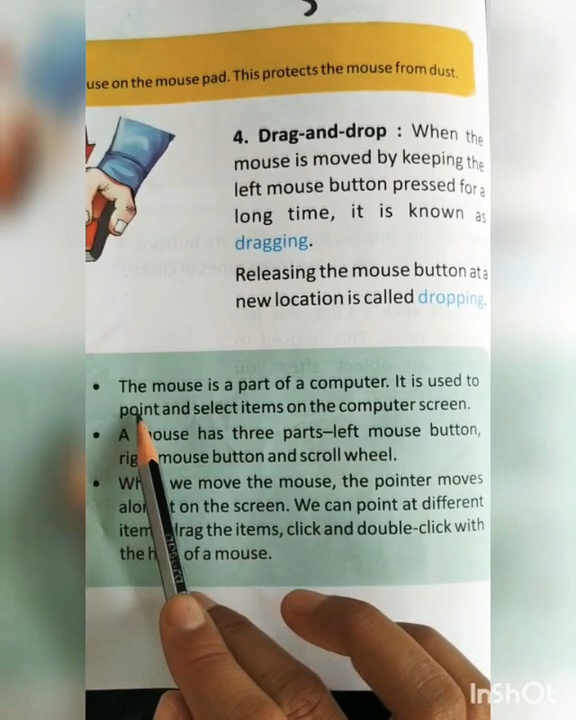 use on the mouse pad. This protects the mouse from dust.
4. Drag-and-drop : When the
mouse is moved by keeping the
left mouse button pressed for a
long time, it is known as
dragging.
Releasing the mouse button at a
new location is called dropping.
• The mouse is a part of a computer. It is used to
point and select items on the computer screen.
• A mouse has three parts–left mouse button,
mouse button and scroll wheel.
• we move the mouse, the pointer moves
on the screen. We can point at different
drag the items, click and double-click with
the of a mouse.
InShOt